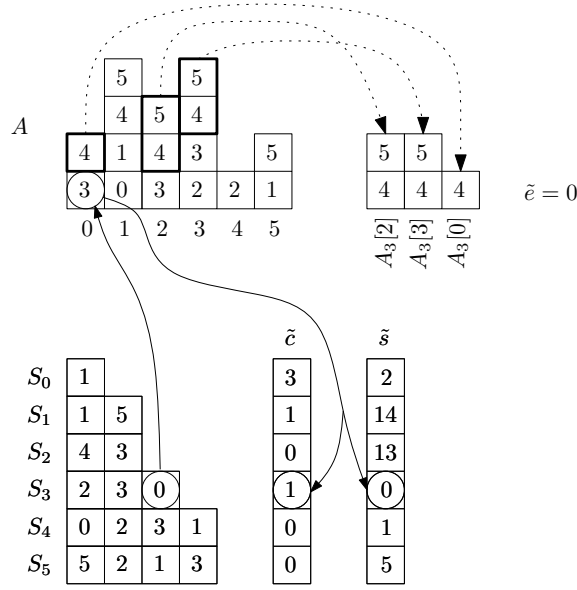 5 5
4 5 4
A 4 1 4 3 5 5 5
3 0 3 2 2 1 4 4 4 ẽ = 0
0 1 2 3 4 5 A₃[2] A₃[3] A₃[0]
c̃ s̃
S₀ 1 3 2
S₁ 1 5 1 14
S₂ 4 3 0 13
S₃ 2 3 0 1 0
S₄ 0 2 3 1 0 1
S₅ 5 2 1 3 0 5